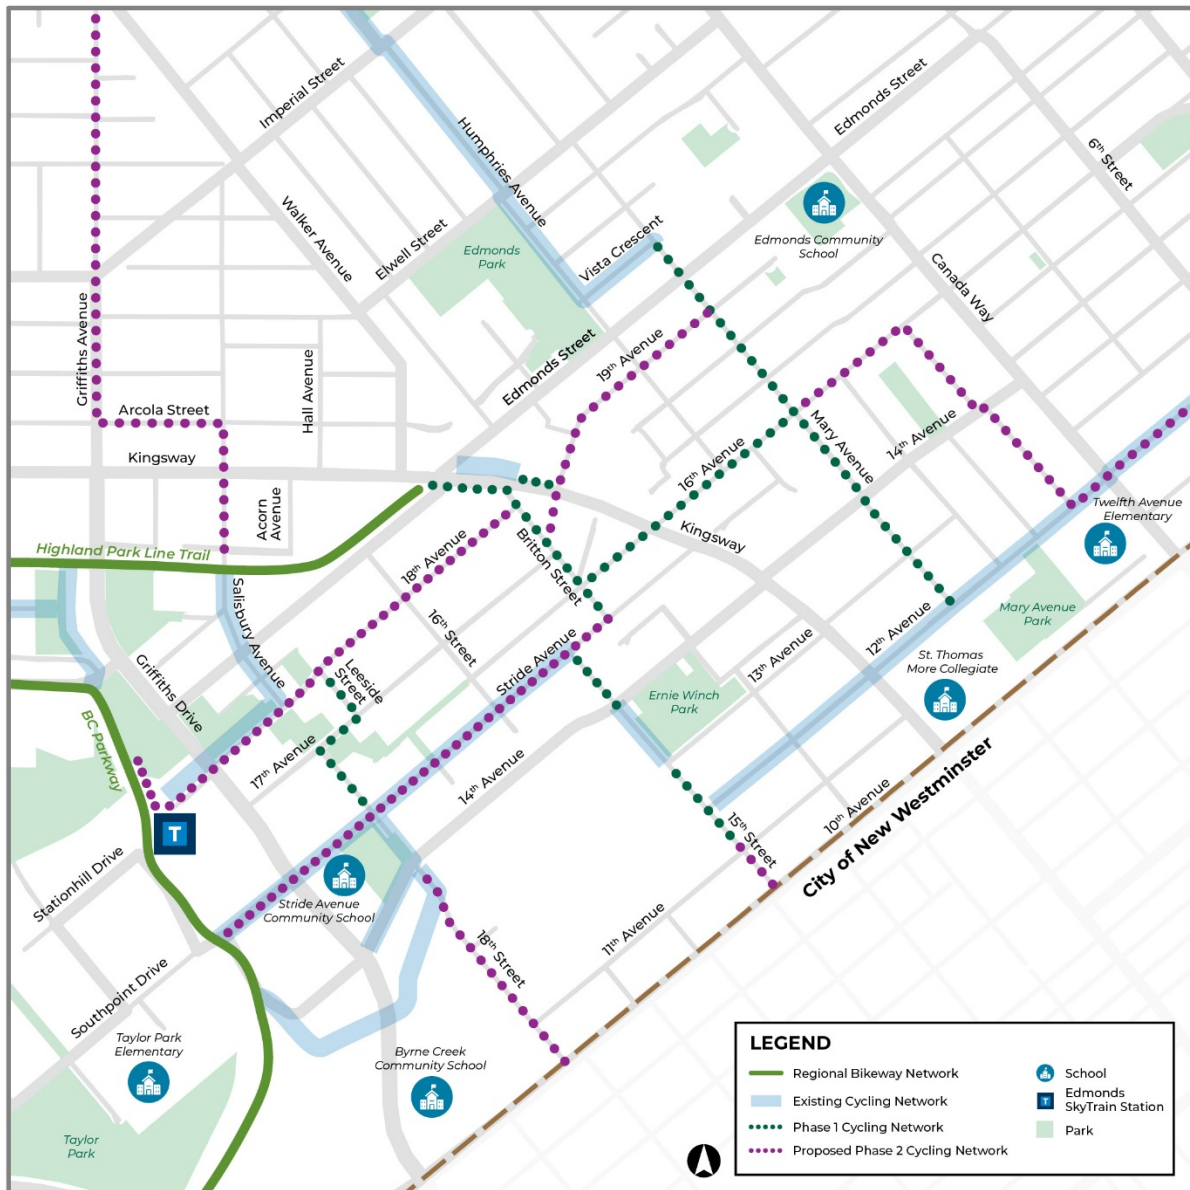 Imperial Street
Humphries Avenue
Edmonds Street
6th Street
Walker Avenue
Elwell Street
Edmonds
Park
Vista Crescent
Edmonds Community
School
Canada Way
Griffiths Avenue
Hall Avenue
Edmonds Street
19th Avenue
Arcola Street
Mary Avenue
14th Avenue
Kingsway
16th Avenue
Acorn
Avenue
Kingsway
Twelfth Avenue
Elementary
Highland Park Line Trail
18th Avenue
Britton Street
Salisbury Avenue
16th Street
12th Avenue
Mary Avenue
Park
Griffiths Drive
Leeside
Street
Stride Avenue
13th Avenue
St. Thomas
More Collegiate
Ernie Winch
Park
BC Parkway
17th Avenue
14th Avenue
15th Street
10th Avenue
City of New Westminster
T
Stationhill Drive
Stride Avenue
Community School
18th Street
11th Avenue
Southpoint Drive
Taylor Park
Elementary
Byrne Creek
Community School
Taylor
Park
LEGEND
Regional Bikeway Network
Existing Cycling Network
Phase 1 Cycling Network
Proposed Phase 2 Cycling Network
School
T
Edmonds
SkyTrain Station
Park